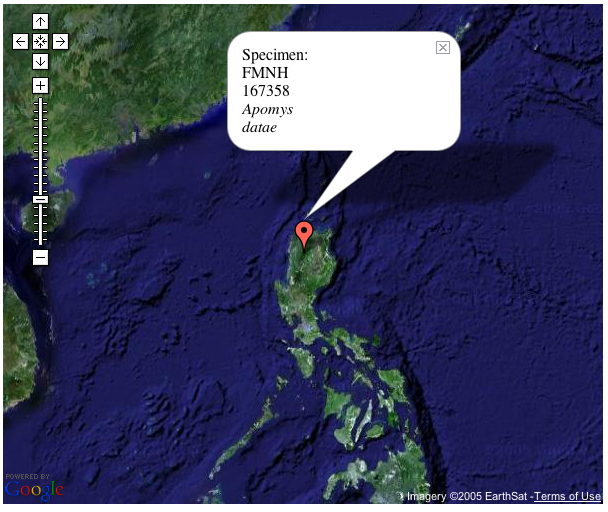 Specimen:
FMNH
167358
Apomys
datae
POWERED BY
Google
Imagery ©2005 EarthSat -Terms of Use